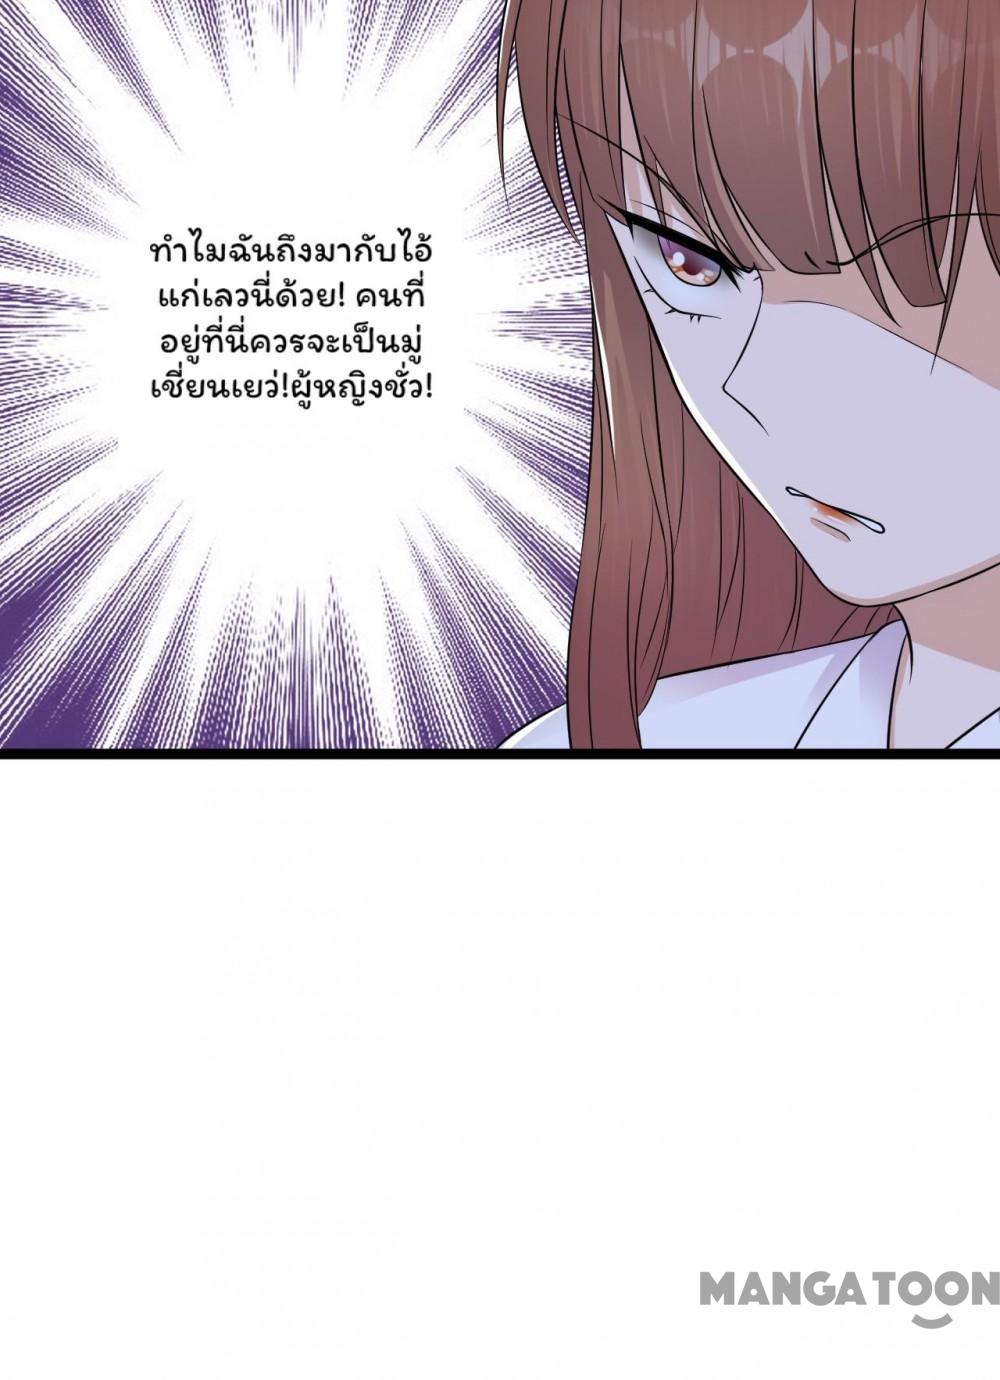 ทำไมฉันถึงมากับไอ้
แก่เลวนี่ด้วย! คนที่
อยู่ที่นี่ควรจะเป็นมู่
เชี่ยนเยว่!ผู้หญิงชั่ว!
MANGATOON